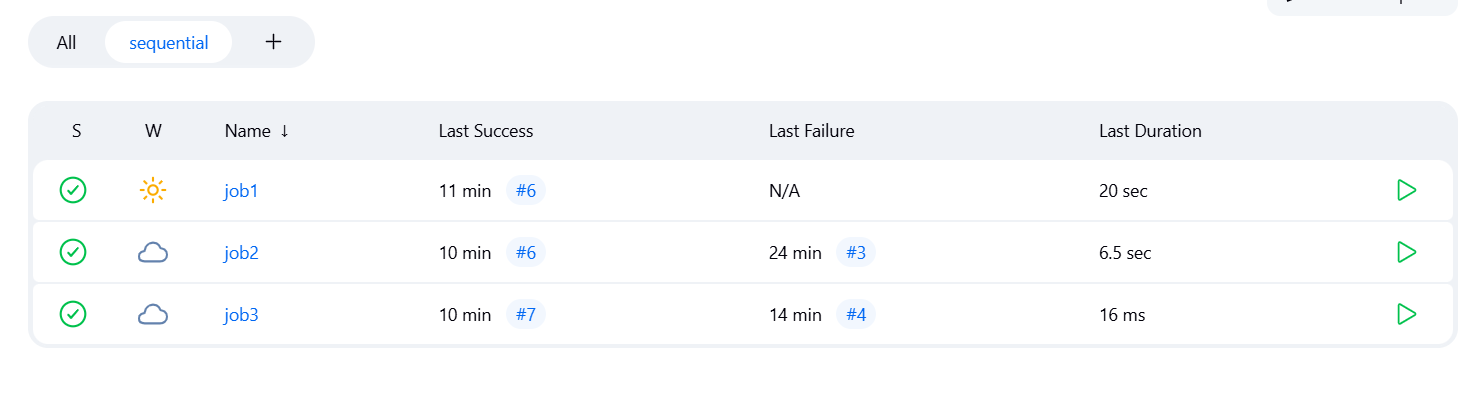 All sequential +
S W Name ↓ Last Success Last Failure Last Duration
job1 11 min #6 N/A 20 sec
job2 10 min #6 24 min #3 6.5 sec
job3 10 min #7 14 min #4 16 ms